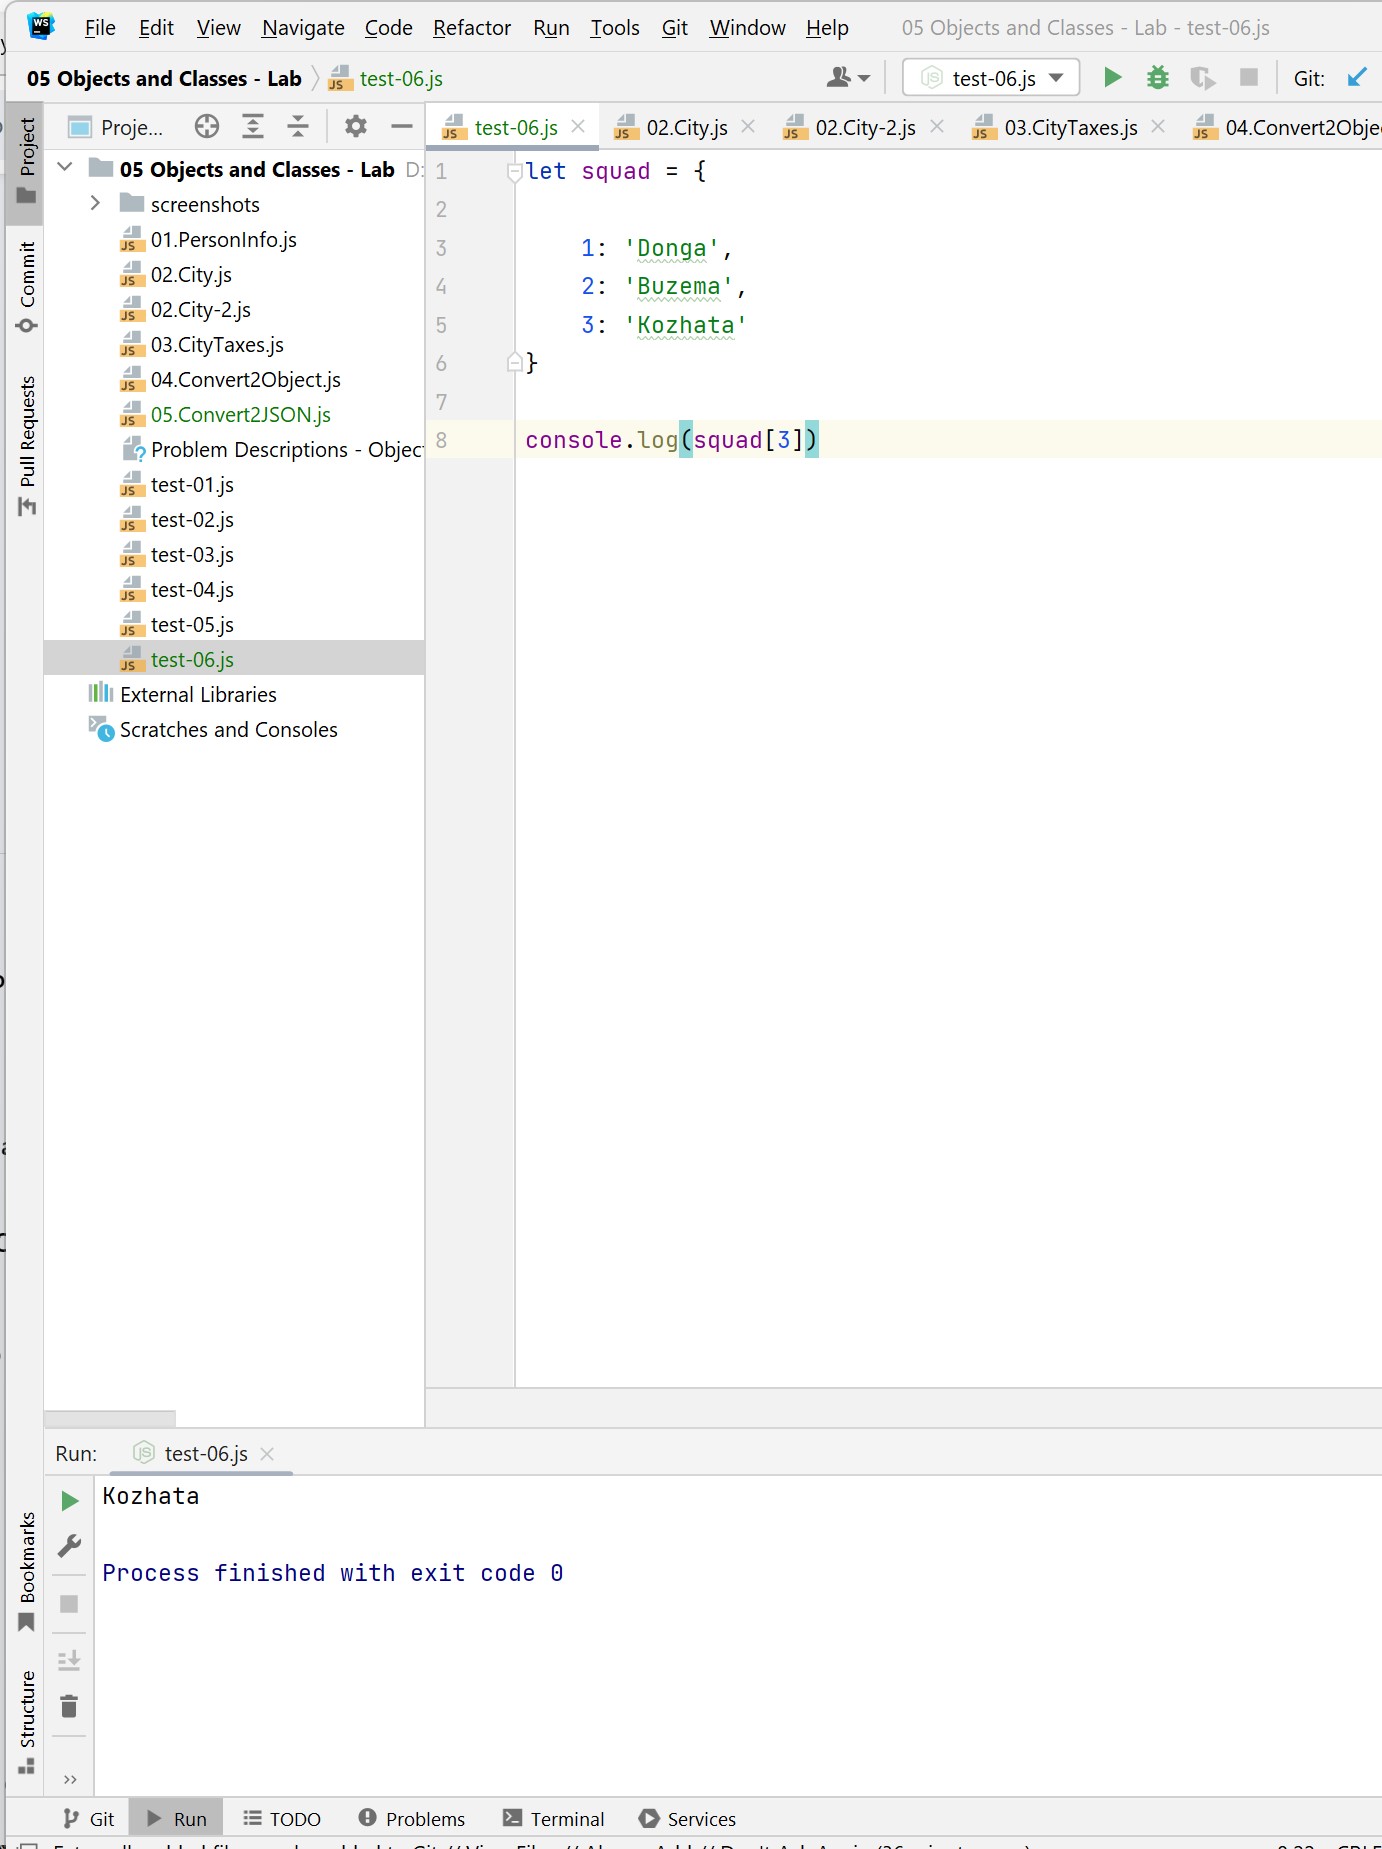 WS File Edit View Navigate Code Refactor Run Tools Git Window Help 05 Objects and Classes - Lab - test-06.js
05 Objects and Classes - Lab test-06.js test-06.js Git:
Project
Commit
Pull Requests
Proje...
05 Objects and Classes - Lab D:
screenshots
01.PersonInfo.js
02.City.js
02.City-2.js
03.CityTaxes.js
04.Convert2Object.js
05.Convert2JSON.js
Problem Descriptions - Objec
test-01.js
test-02.js
test-03.js
test-04.js
test-05.js
test-06.js
External Libraries
Scratches and Consoles
test-06.js 02.City.js 02.City-2.js 03.CityTaxes.js 04.Convert2Obje
1 let squad = {
2
3 1: 'Donga',
4 2: 'Buzema',
5 3: 'Kozhata'
6 }
7
8 console.log(squad[3])
Bookmarks
Structure
Run: test-06.js
Kozhata
Process finished with exit code 0
Git Run TODO Problems Terminal Services